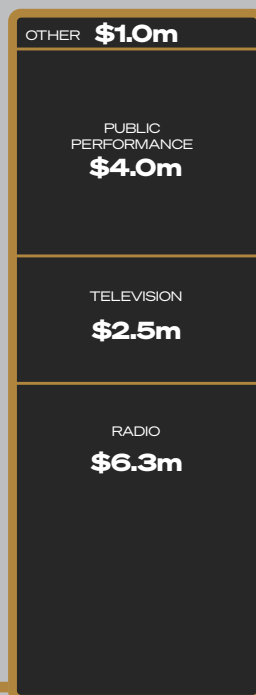 OTHER $1.0m
PUBLIC
PERFORMANCE
$4.0m
TELEVISION
$2.5m
RADIO
$6.3m